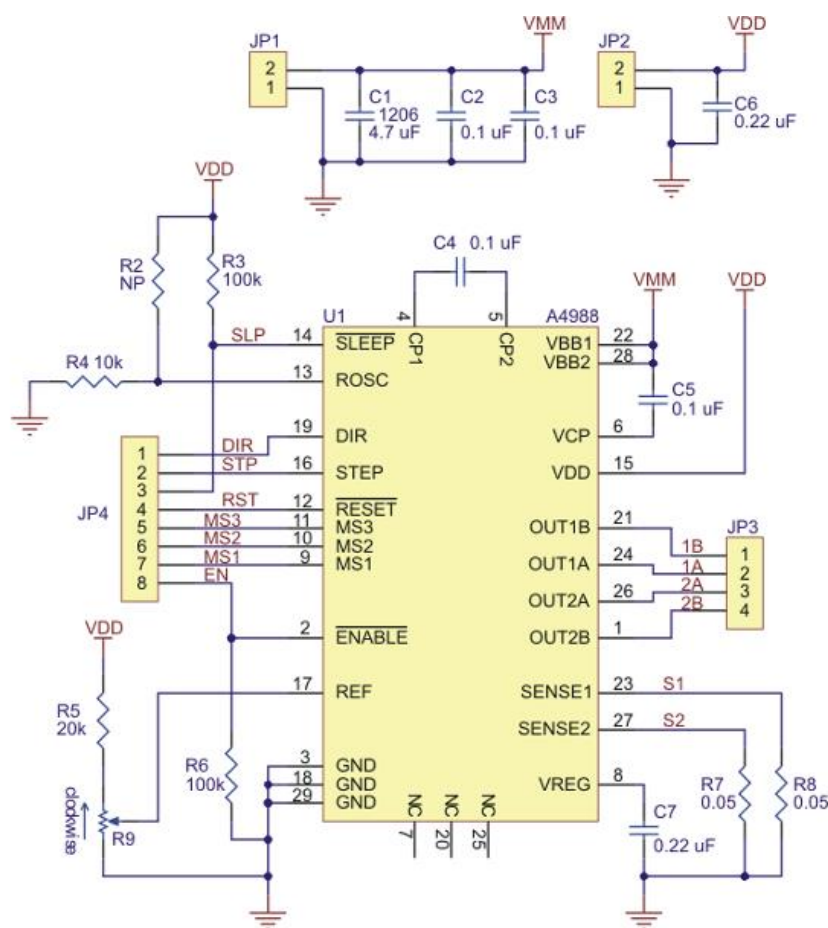 VMM
VDD
JP1
2
1
C1
1206
4.7 uF
C2
0.1 uF
C3
0.1 uF
JP2
2
1
C6
0.22 uF
VDD
R2
NP
R3
100k
C4 0.1 uF
4
5
VMM
VDD
U1
A4988
CP1
CP2
SLP
14
SLEEP
VBB1
22
VBB2
28
R4 10k
13
ROSC
C5
0.1 uF
DIR
19
DIR
VCP
6
STP
16
STEP
VDD
15
JP4
1
2
3
4
5
6
7
8
RST
12
RESET
MS3
11
MS3
MS2
10
MS2
MS1
9
MS1
EN
OUT1B
21
OUT1A
24
OUT2A
26
OUT2B
1
JP3
1B
1
1A
2
2A
3
2B
4
VDD
2
ENABLE
17
REF
SENSE1
23
S1
SENSE2
27
S2
R5
20k
R6
100k
3
GND
18
GND
29
GND
VREG
8
R7
0.05
R8
0.05
clockwise
R9
NC
NC
NC
7
20
25
C7
0.22 uF